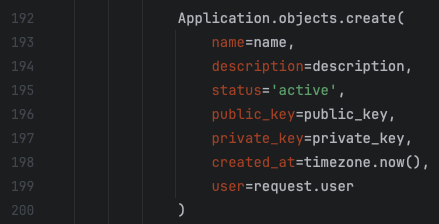 192 Application.objects.create(
193 name=name,
194 description=description,
195 status='active',
196 public_key=public_key,
197 private_key=private_key,
198 created_at=timezone.now(),
199 user=request.user
200 )